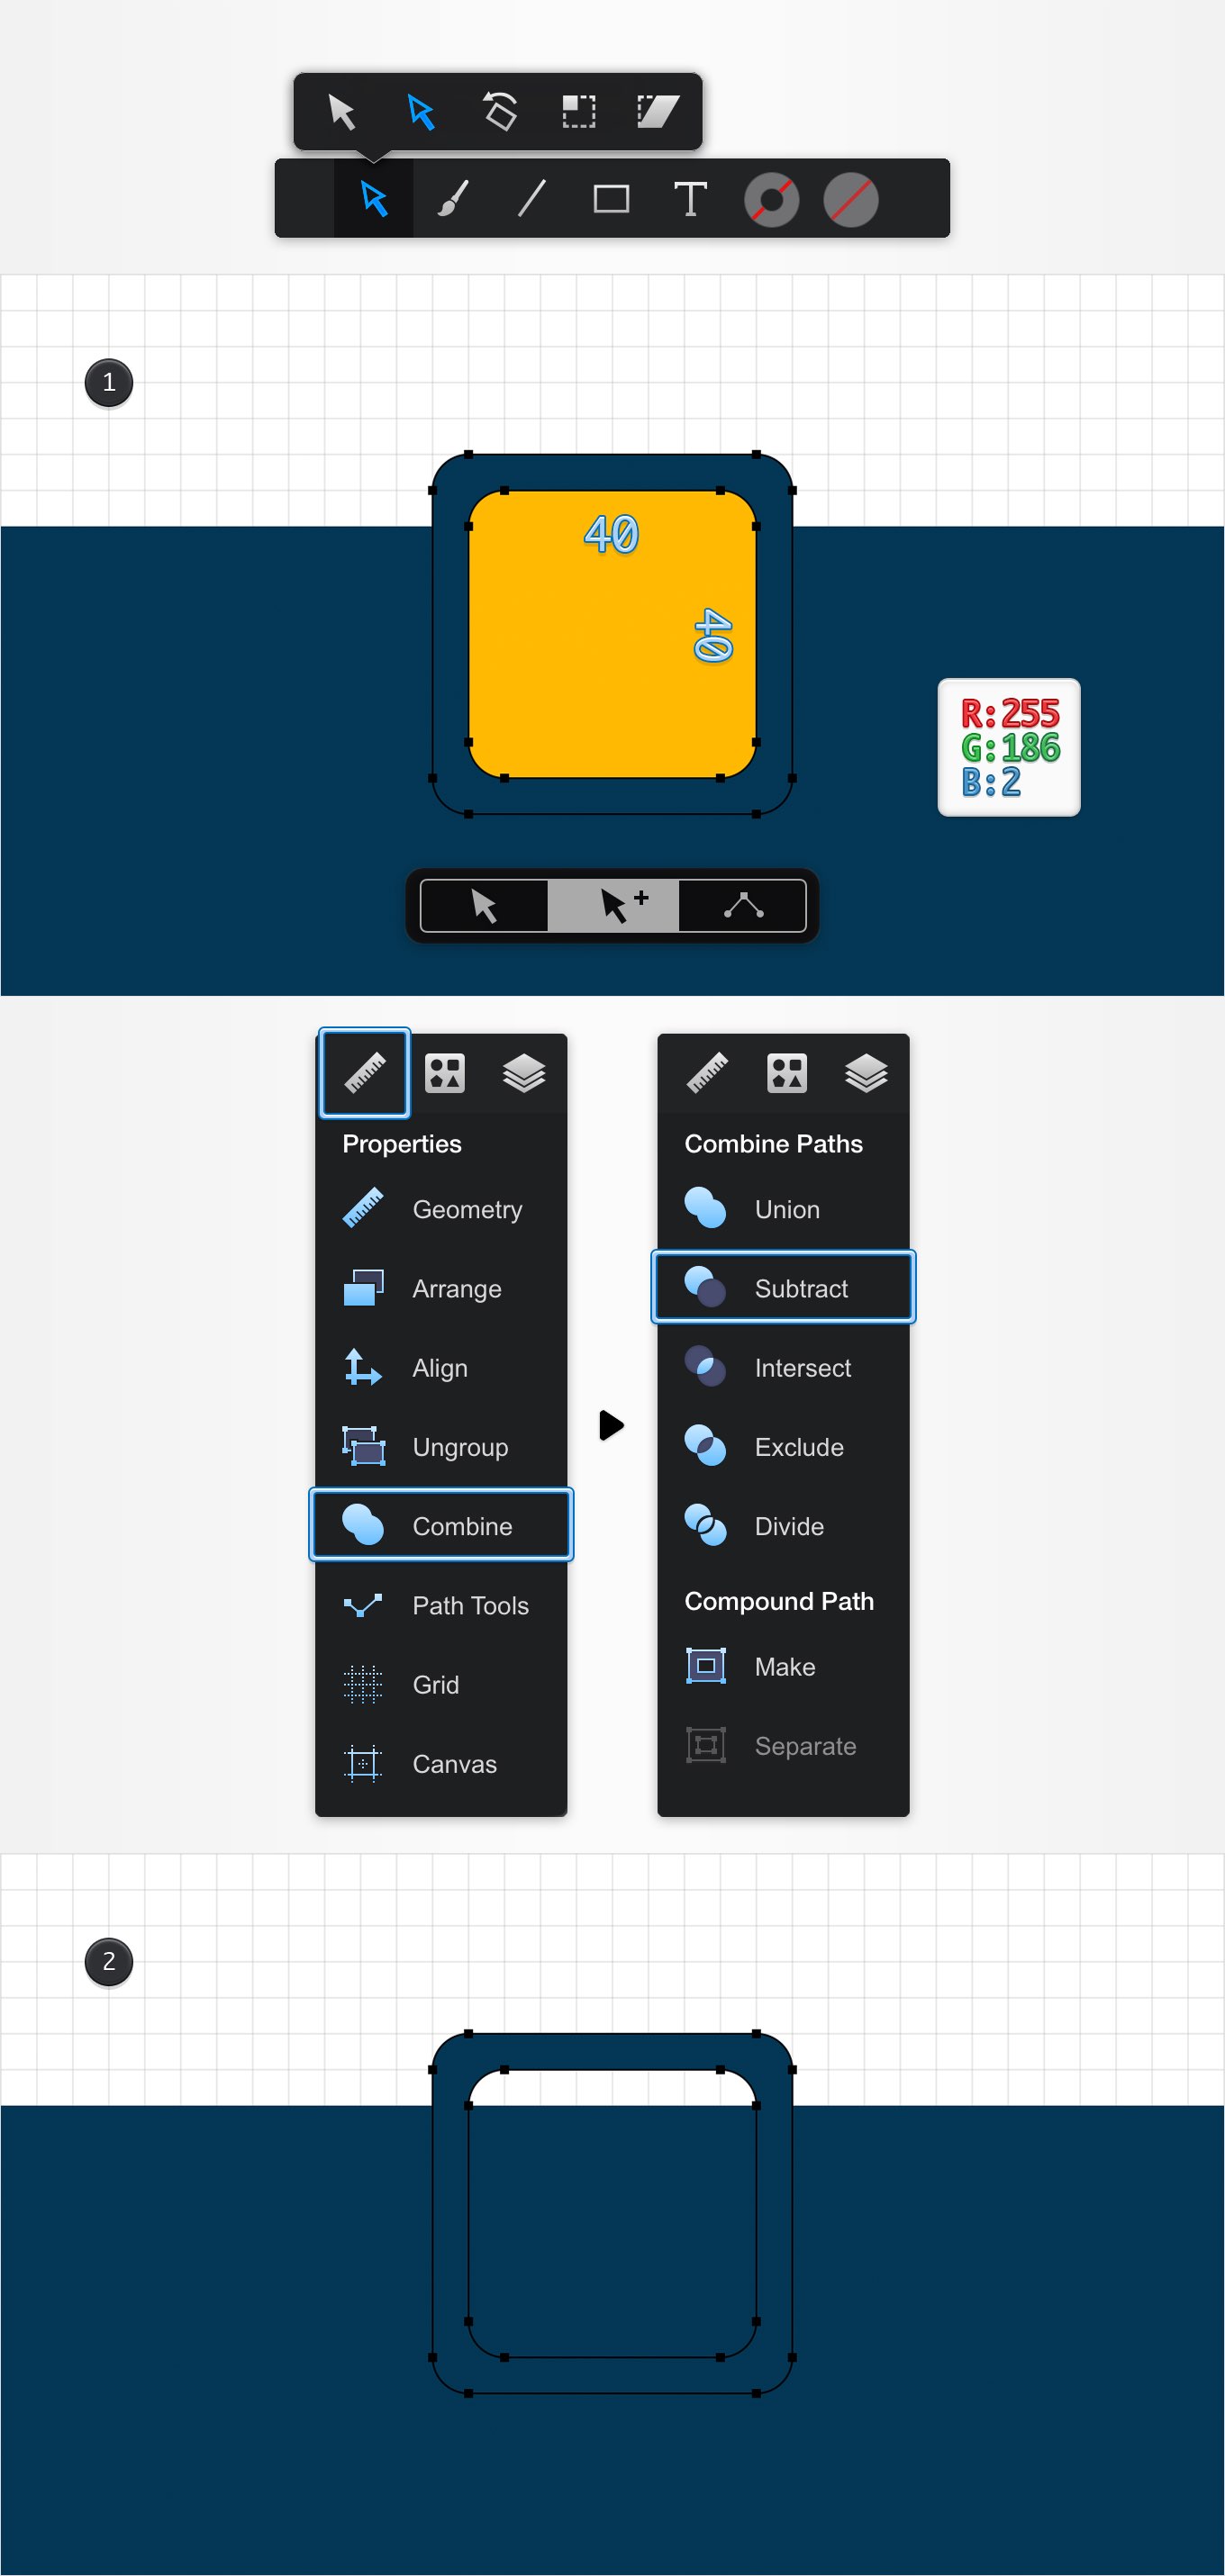 T
1
40
40
R:255
G:186
B:2
Properties
Geometry
Arrange
Align
Ungroup
Combine
Path Tools
Grid
Canvas
Combine Paths
Union
Subtract
Intersect
Exclude
Divide
Compound Path
Make
Separate
2